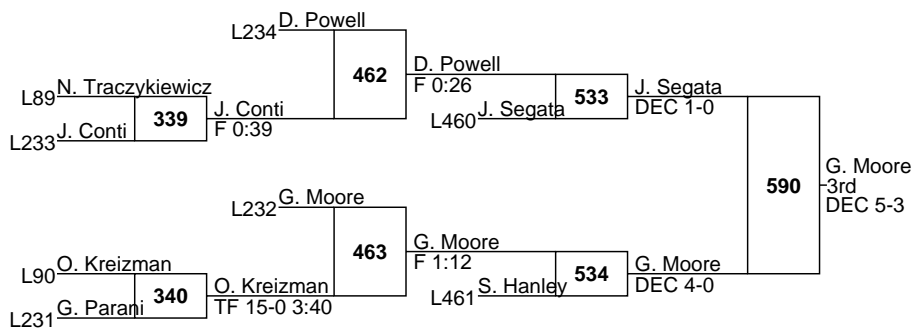 D. Powell
L234
462
D. Powell
F 0:26
N. Traczykiewicz
L89
339
J. Conti
F 0:39
J. Conti
L233
J. Segata
L460
533
J. Segata
DEC 1-0
590
G. Moore
3rd
DEC 5-3
G. Moore
L232
463
G. Moore
F 1:12
O. Kreizman
L90
340
O. Kreizman
TF 15-0 3:40
G. Parani
L231
S. Hanley
L461
534
G. Moore
DEC 4-0